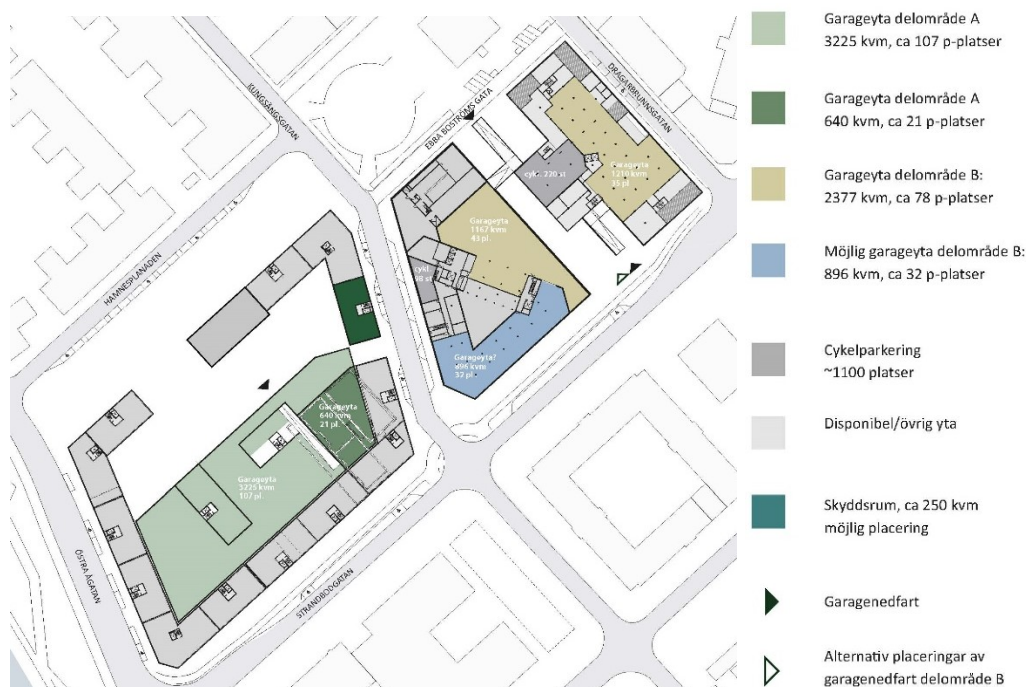 KUNGSÄNGSGATAN
EBBA BOSTRÖMS GATA
DRAGARBRUNNSGATAN
HAMNESPLANADEN
ÖSTRA ÅGATAN
STRANDBODGATAN
Garageyta
1210 kvm
35 pl.
cykl. 220 st
Garageyta
1167 kvm
43 pl.
cykl.
Garageyta?
896 kvm
32 pl.
Garageyta
640 kvm
21 pl.
Garageyta
3225 kvm
107 pl.
Garageyta delområde A
3225 kvm, ca 107 p-platser
Garageyta delområde A
640 kvm, ca 21 p-platser
Garageyta delområde B:
2377 kvm, ca 78 p-platser
Möjlig garageyta delområde B:
896 kvm, ca 32 p-platser
Cykelparkering
~1100 platser
Disponibel/övrig yta
Skyddsrum, ca 250 kvm
möjlig placering
Garagenedfart
Alternativ placeringar av
garagenedfart delområde B